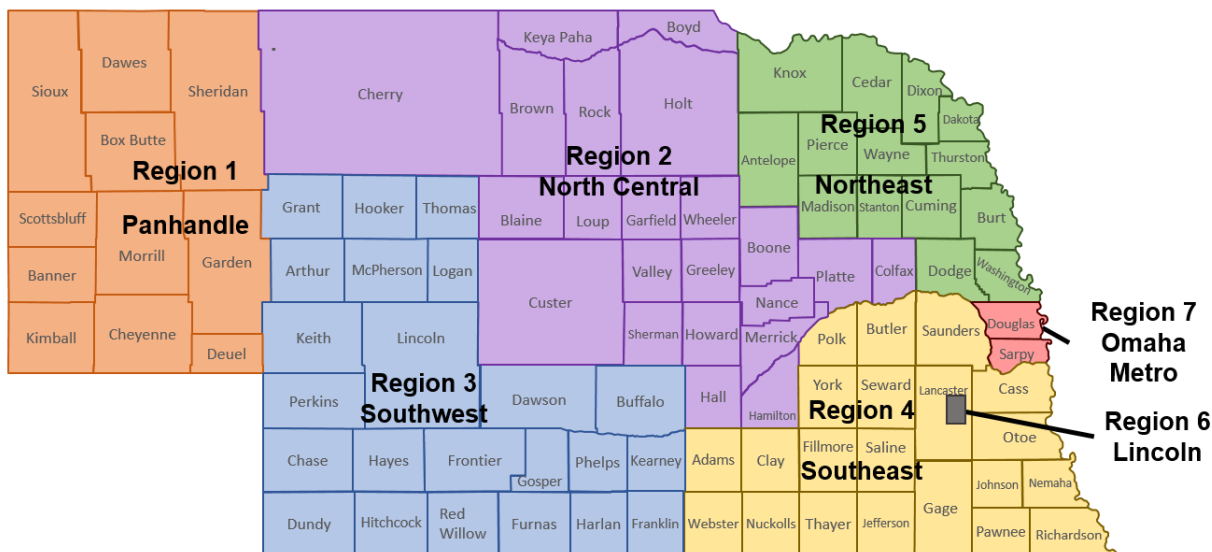 Keya Paha
Boyd
Dawes
Sioux
Sheridan
Cherry
Brown
Rock
Holt
Knox
Cedar
Dixon
Dakota
Box Butte
Region 1
Region 2
North Central
Region 5
Antelope
Pierce
Wayne
Thurston
Northeast
Panhandle
Scottsbluff
Morrill
Garden
Grant
Hooker
Thomas
Blaine
Loup
Garfield
Wheeler
Madison
Stanton
Cuming
Burt
Banner
Arthur
McPherson
Logan
Custer
Valley
Greeley
Boone
Platte
Colfax
Dodge
Washington
Nance
Kimball
Cheyenne
Deuel
Keith
Lincoln
Sherman
Howard
Merrick
Polk
Butler
Saunders
Douglas
Sarpy
Region 7
Omaha
Metro
Perkins
Region 3
Southwest
Dawson
Buffalo
Hall
Hamilton
York
Seward
Lancaster
Cass
Region 4
Southeast
Region 6
Lincoln
Otoe
Chase
Hayes
Frontier
Gosper
Phelps
Kearney
Adams
Clay
Fillmore
Saline
Gage
Johnson
Nemaha
Dundy
Hitchcock
Red
Willow
Furnas
Harlan
Franklin
Webster
Nuckolls
Thayer
Jefferson
Pawnee
Richardson